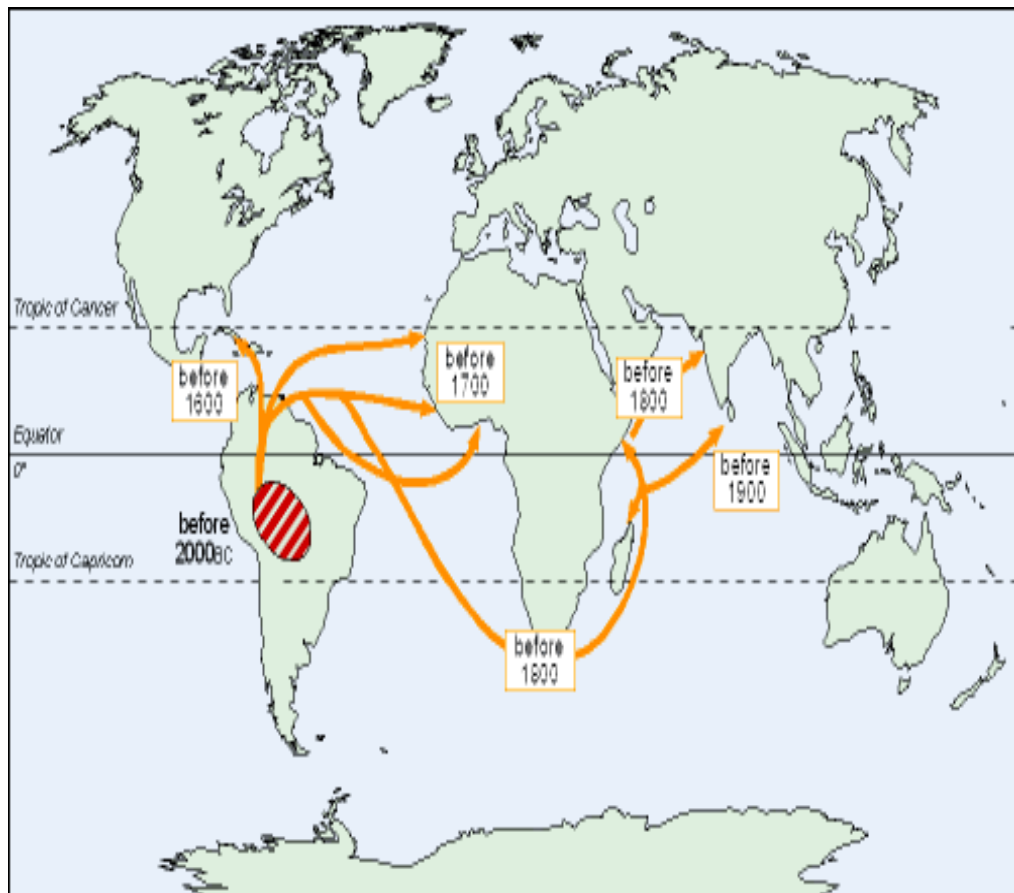 Tropic of Cancer
before
1600
before
1700
before
1800
Equator
0°
before
1900
before
2000BC
Tropic of Capricorn
before
1800